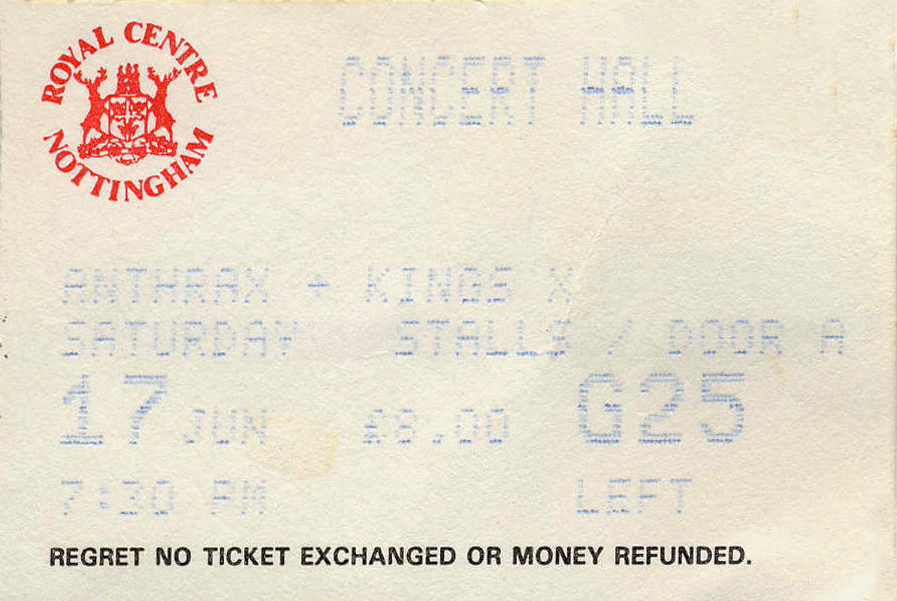 ROYAL CENTRE
NOTTINGHAM
CONCERT HALL
ANTHRAX + KINGS X
SATURDAY STALLS / DOOR A
17 JUN £8.00 G25
7:30 PM LEFT
REGRET NO TICKET EXCHANGED OR MONEY REFUNDED.